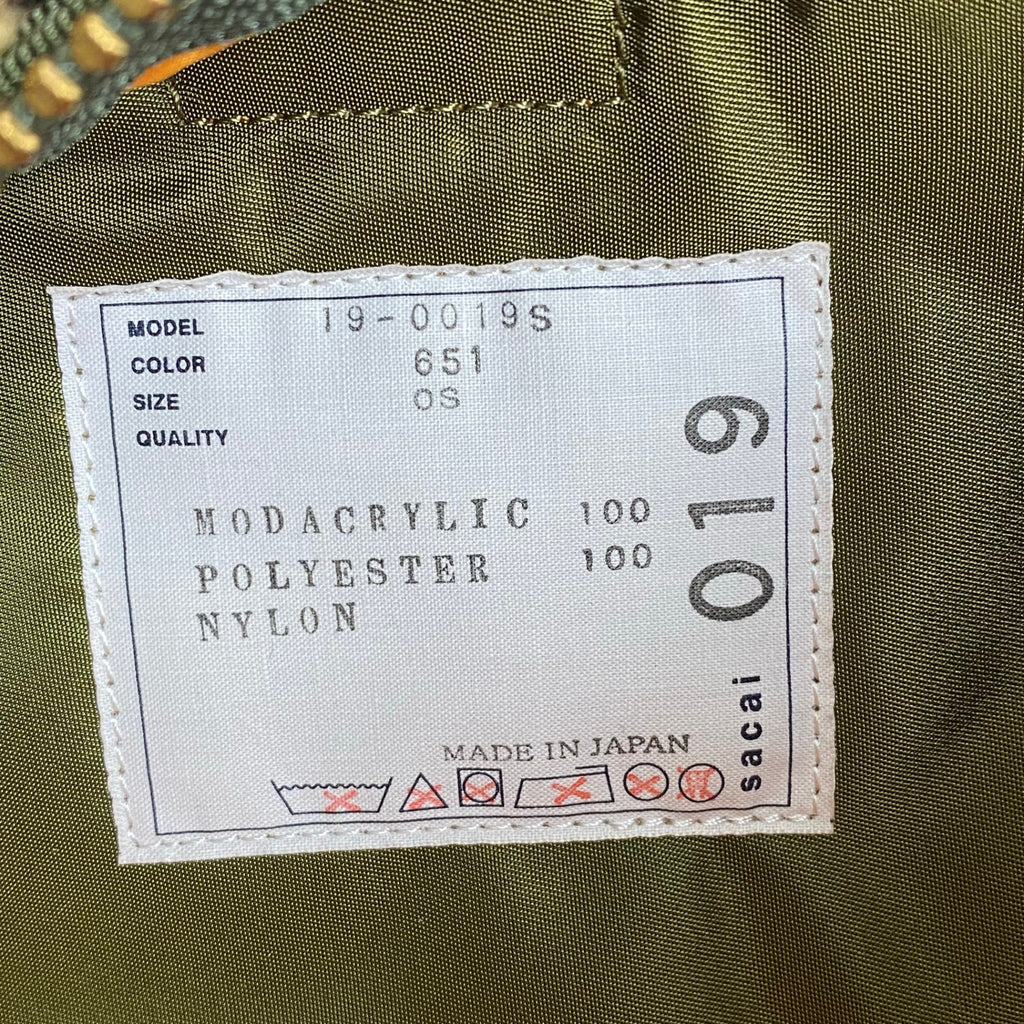 MODEL 19-0019S
COLOR 651
SIZE OS
QUALITY
MODACRYLIC 100
POLYESTER 100
NYLON
MADE IN JAPAN
sacai 019